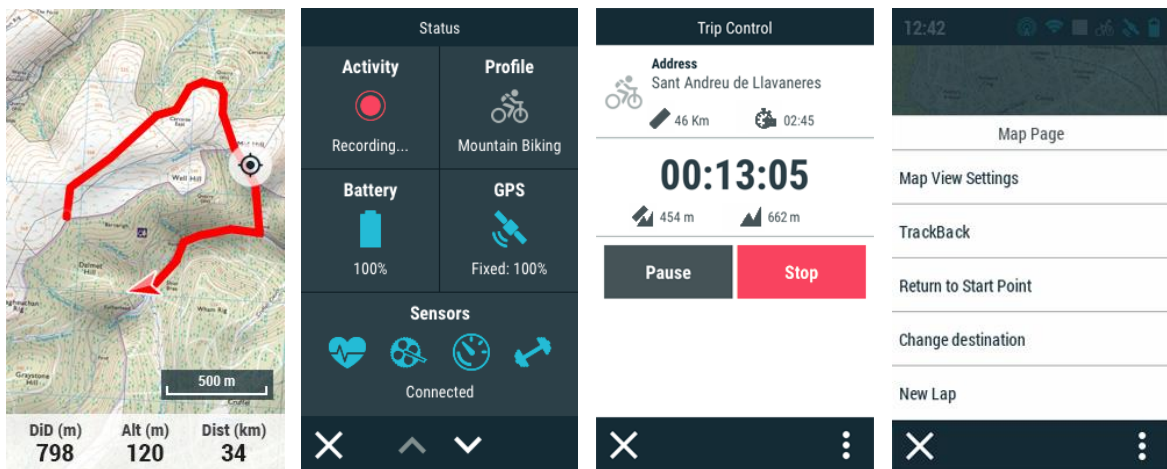 Well Hill
500 m
DiD (m)
Alt (m)
Dist (km)
798
120
34
Status
Activity
Profile
Recording...
Mountain Biking
Battery
GPS
100%
Fixed: 100%
Sensors
Connected
Trip Control
Address
Sant Andreu de Llavaneres
46 Km
02:45
00:13:05
454 m
662 m
Pause
Stop
12:42
Map Page
Map View Settings
TrackBack
Return to Start Point
Change destination
New Lap